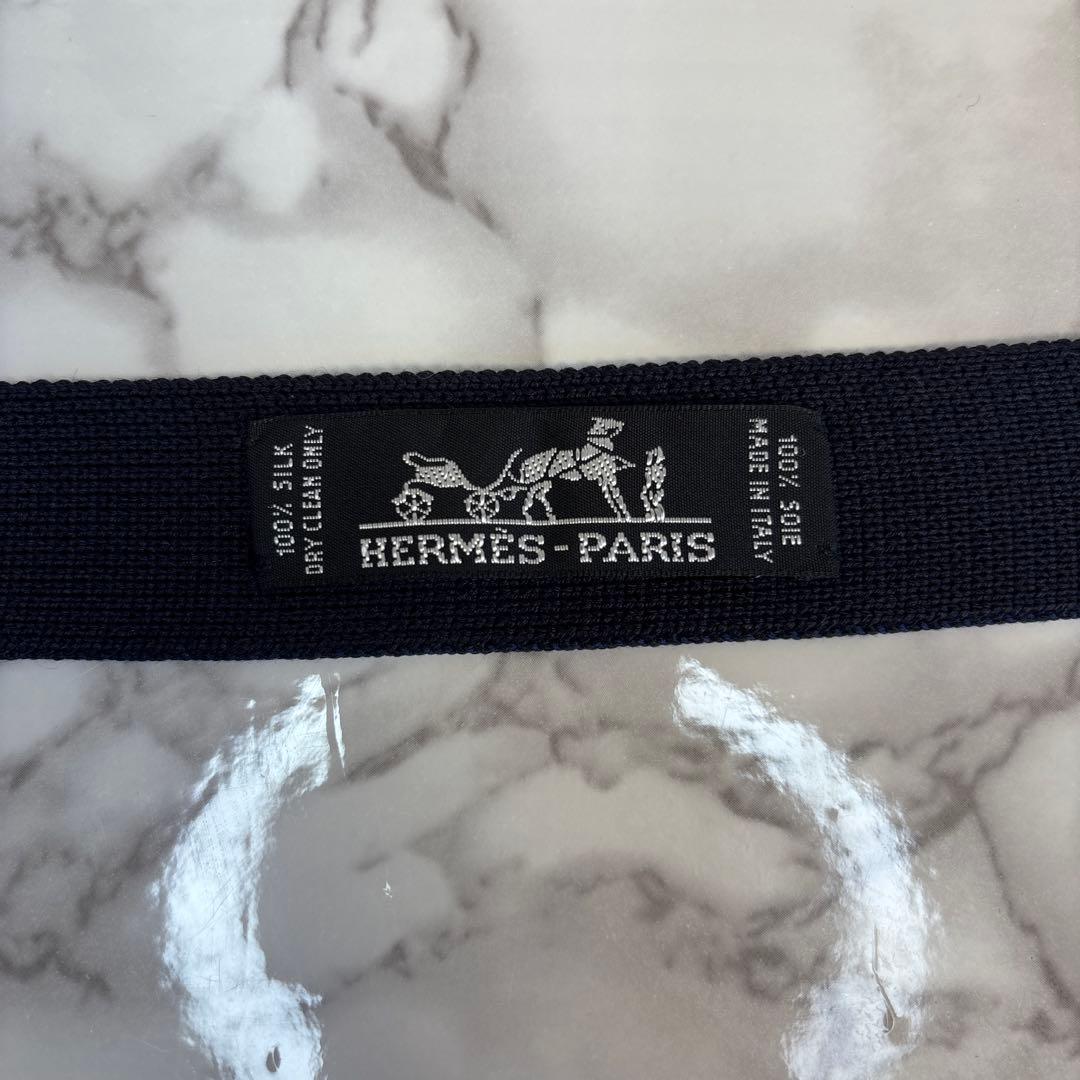 100% SILK
DRY CLEAN ONLY
HERMÈS-PARIS
100% SOIE
MADE IN ITALY